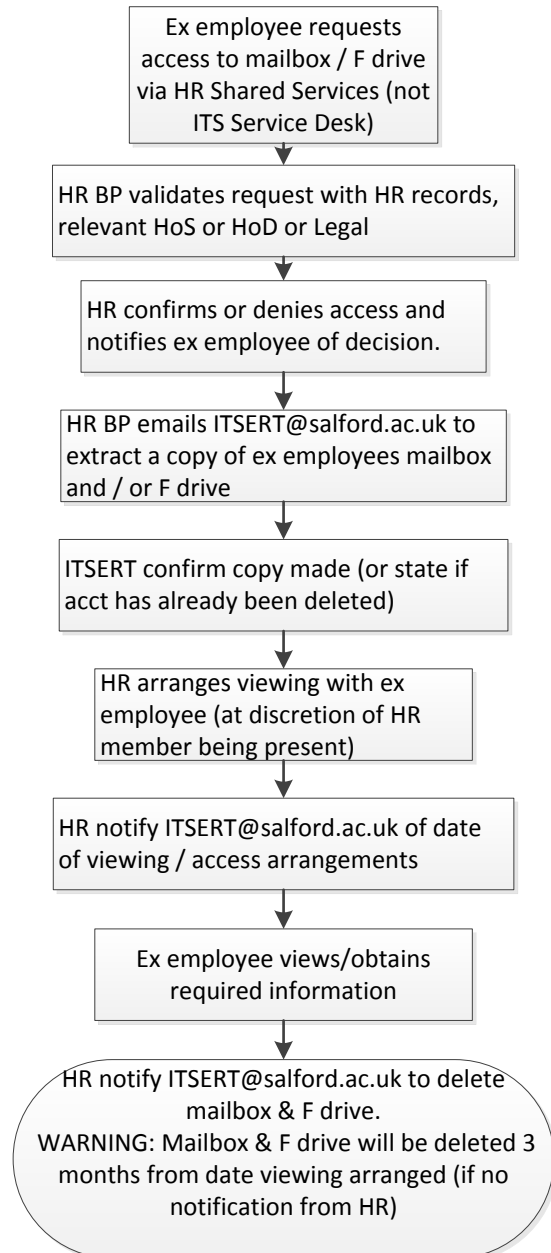 Ex employee requests
access to mailbox / F drive
via HR Shared Services (not
ITS Service Desk)
HR BP validates request with HR records,
relevant HoS or HoD or Legal
HR confirms or denies access and
notifies ex employee of decision.
HR BP emails ITSERT@salford.ac.uk to
extract a copy of ex employees mailbox
and / or F drive
ITSERT confirm copy made (or state if
acct has already been deleted)
HR arranges viewing with ex
employee (at discretion of HR
member being present)
HR notify ITSERT@salford.ac.uk of date
of viewing / access arrangements
Ex employee views/obtains
required information
HR notify ITSERT@salford.ac.uk to delete
mailbox & F drive.
WARNING: Mailbox & F drive will be deleted 3
months from date viewing arranged (if no
notification from HR)